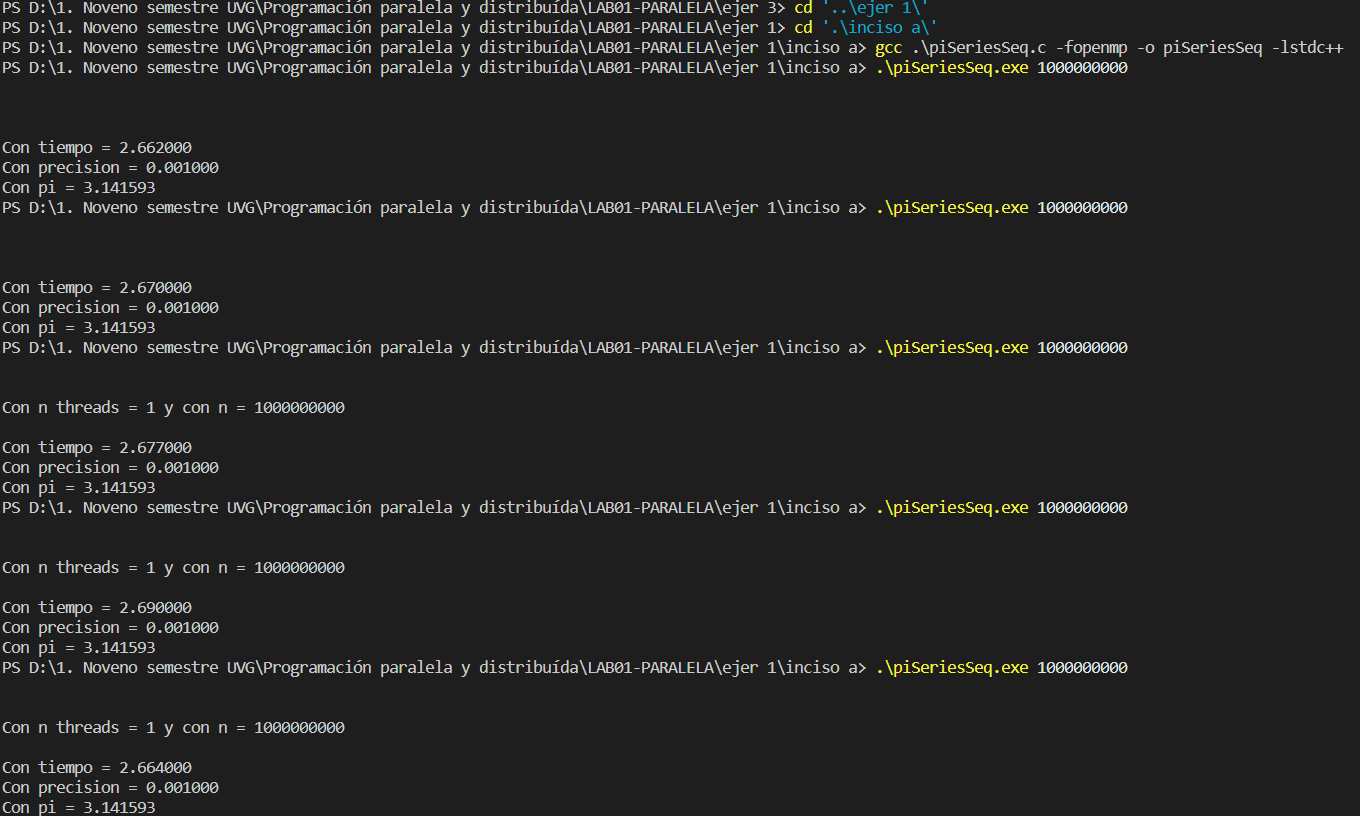 PS D:\1. Noveno semestre UVG\Programación paralela y distribuída\LAB01-PARALELA\ejer 3> cd '..\ejer 1\'
PS D:\1. Noveno semestre UVG\Programación paralela y distribuída\LAB01-PARALELA\ejer 1> cd '.\inciso a\'
PS D:\1. Noveno semestre UVG\Programación paralela y distribuída\LAB01-PARALELA\ejer 1\inciso a> gcc .\piSeriesSeq.c -fopenmp -o piSeriesSeq -lstdc++
PS D:\1. Noveno semestre UVG\Programación paralela y distribuída\LAB01-PARALELA\ejer 1\inciso a> .\piSeriesSeq.exe 1000000000
Con tiempo = 2.662000
Con precision = 0.001000
Con pi = 3.141593
PS D:\1. Noveno semestre UVG\Programación paralela y distribuída\LAB01-PARALELA\ejer 1\inciso a> .\piSeriesSeq.exe 1000000000
Con tiempo = 2.670000
Con precision = 0.001000
Con pi = 3.141593
PS D:\1. Noveno semestre UVG\Programación paralela y distribuída\LAB01-PARALELA\ejer 1\inciso a> .\piSeriesSeq.exe 1000000000
Con n threads = 1 y con n = 1000000000
Con tiempo = 2.677000
Con precision = 0.001000
Con pi = 3.141593
PS D:\1. Noveno semestre UVG\Programación paralela y distribuída\LAB01-PARALELA\ejer 1\inciso a> .\piSeriesSeq.exe 1000000000
Con n threads = 1 y con n = 1000000000
Con tiempo = 2.690000
Con precision = 0.001000
Con pi = 3.141593
PS D:\1. Noveno semestre UVG\Programación paralela y distribuída\LAB01-PARALELA\ejer 1\inciso a> .\piSeriesSeq.exe 1000000000
Con n threads = 1 y con n = 1000000000
Con tiempo = 2.664000
Con precision = 0.001000
Con pi = 3.141593